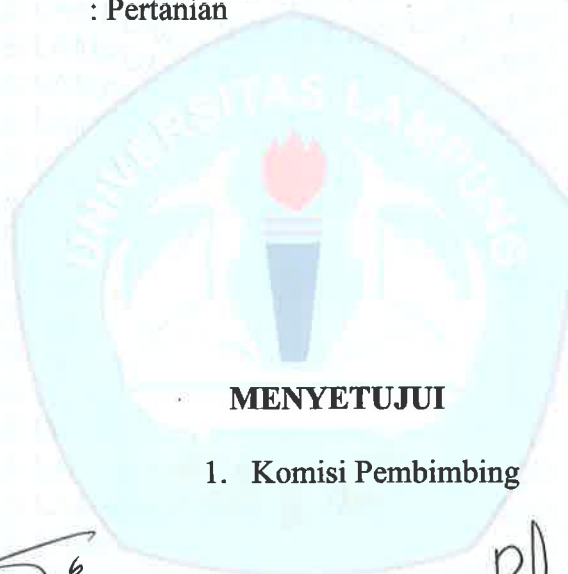 : Pertanian
UNIVERSITAS LAMPUNG
MENYETUJUI
1. Komisi Pembimbing